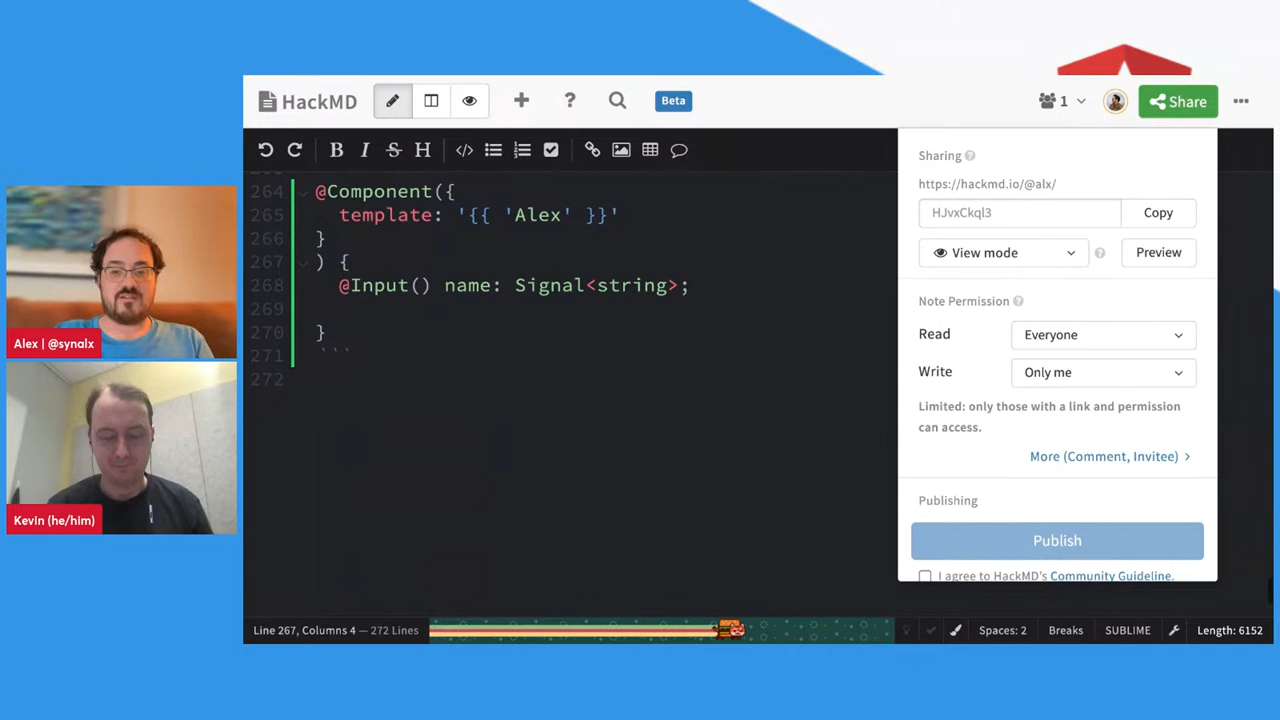 HackMD
Beta
1
Share
264 @Component({
265 template: '{{ 'Alex' }}'
266 }
267 ) {
268 @Input() name: Signal<string>;
269
270 }
271 ```
272
Sharing
https://hackmd.io/@alx/
HJvxCkql3
Copy
View mode
Preview
Note Permission
Read
Everyone
Write
Only me
Limited: only those with a link and permission
can access.
More (Comment, Invitee)
Publishing
Publish
I agree to HackMD's Community Guideline.
Alex | @synalx
Kevin (he/him)
Line 267, Columns 4 — 272 Lines
Spaces: 2
Breaks
SUBLIME
Length: 6152